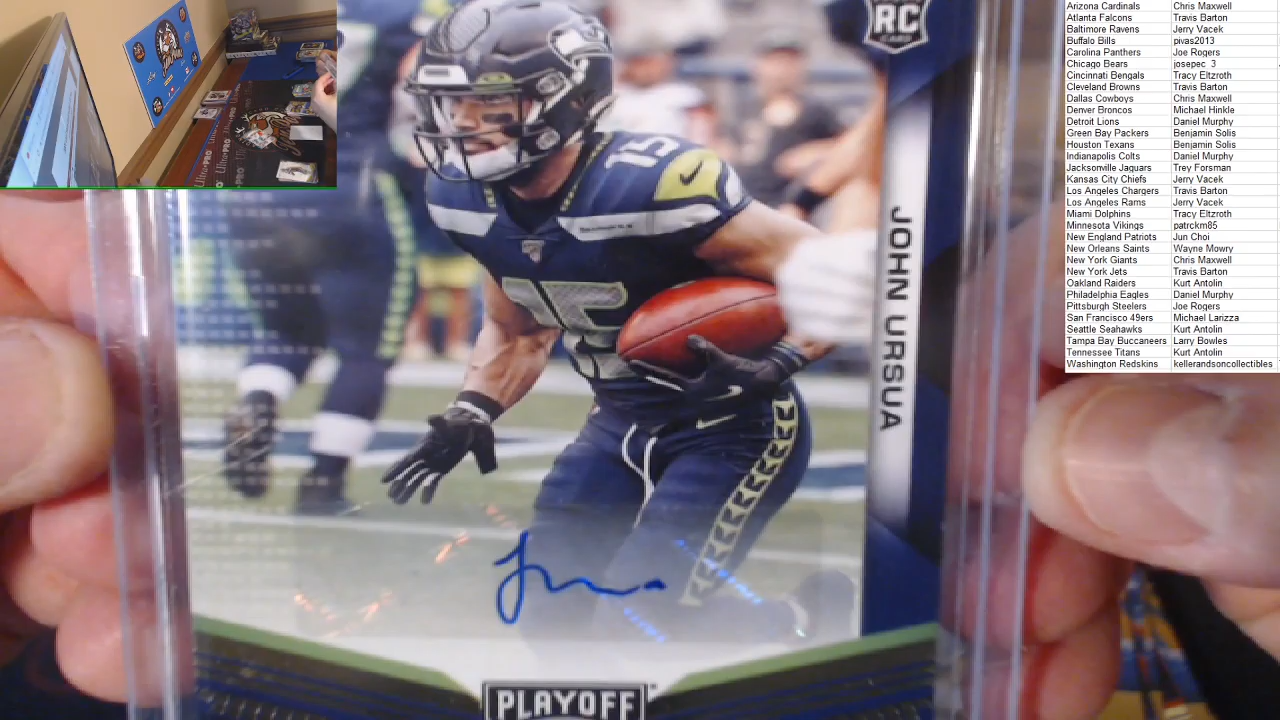 Arizona Cardinals Chris Maxwell
Atlanta Falcons Travis Barton
Baltimore Ravens Jerry Vacek
Buffalo Bills pivas2013
Carolina Panthers Joe Rogers
Chicago Bears josepec 3
Cincinnati Bengals Tracy Eltzroth
Cleveland Browns Travis Barton
Dallas Cowboys Chris Maxwell
Denver Broncos Michael Hinkle
Detroit Lions Daniel Murphy
Green Bay Packers Benjamin Solis
Houston Texans Benjamin Solis
Indianapolis Colts Daniel Murphy
Jacksonville Jaguars Trey Forsman
Kansas City Chiefs Jerry Vacek
Los Angeles Chargers Travis Barton
Los Angeles Rams Jerry Vacek
Miami Dolphins Tracy Eltzroth
Minnesota Vikings patrckm85
New England Patriots Jun Choi
New Orleans Saints Wayne Mowry
New York Giants Chris Maxwell
New York Jets Travis Barton
Oakland Raiders Kurt Antolin
Philadelphia Eagles Daniel Murphy
Pittsburgh Steelers Joe Rogers
San Francisco 49ers Michael Larizza
Seattle Seahawks Kurt Antolin
Tampa Bay Buccaneers Larry Bowles
Tennessee Titans Kurt Antolin
Washington Redskins kellerandsoncollectibles
RC
CARD
15
15
JOHN URSUA
PLAYOFF
Ultra·PRO
Ultra·PRO